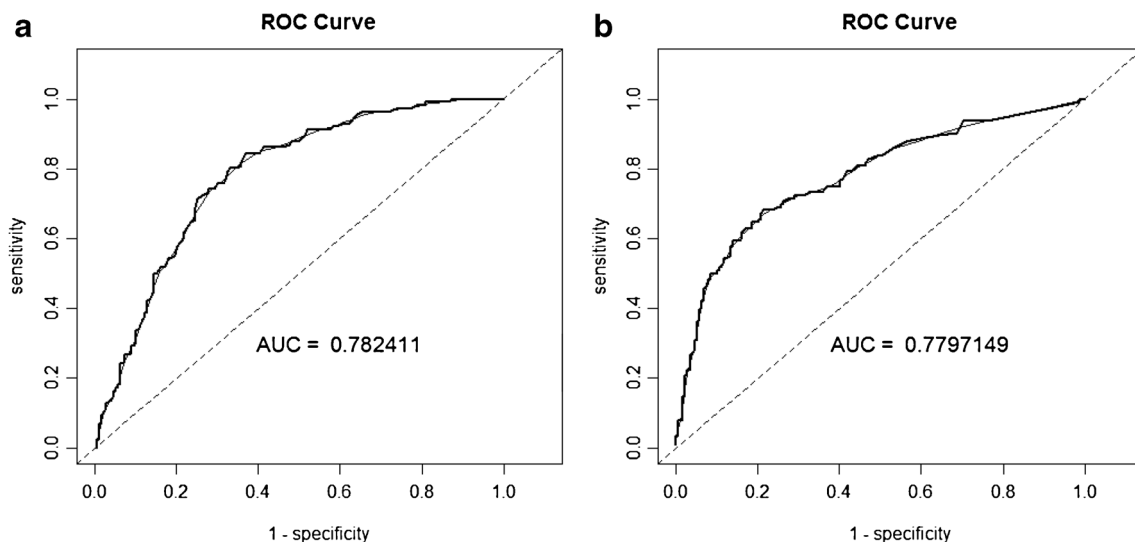 a
ROC Curve
sensitivity
1.0
0.8
0.6
0.4
0.2
0.0
AUC = 0.782411
0.0 0.2 0.4 0.6 0.8 1.0
1 - specificity
b
ROC Curve
sensitivity
1.0
0.8
0.6
0.4
0.2
0.0
AUC = 0.7797149
0.0 0.2 0.4 0.6 0.8 1.0
1 - specificity